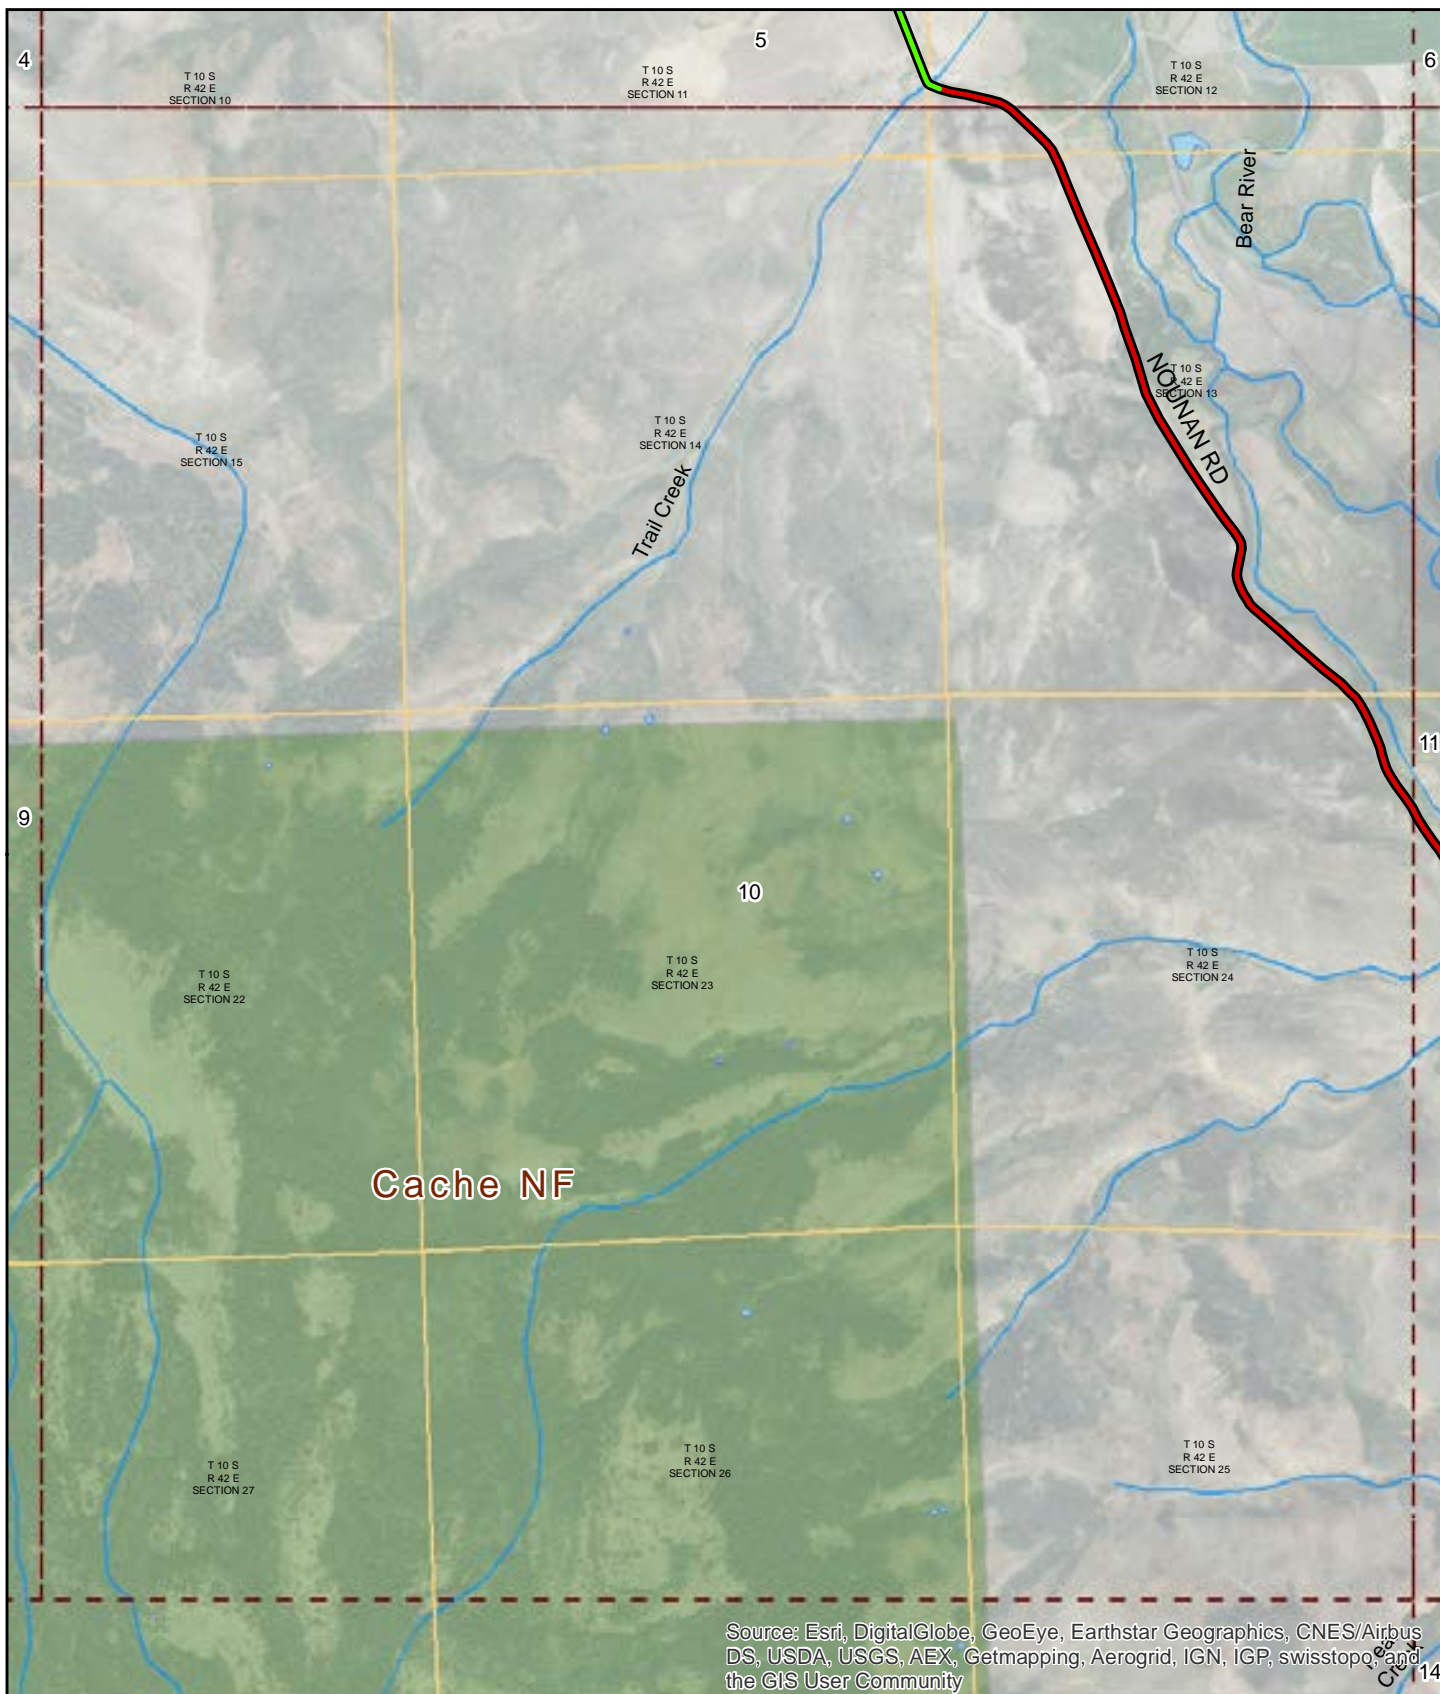 5
4
6
T 10 S
R 42 E
SECTION 10
T 10 S
R 42 E
SECTION 11
T 10 S
R 42 E
SECTION 12
Bear River
NOUNAN RD
T 10 S
R 42 E
SECTION 13
T 10 S
R 42 E
SECTION 14
T 10 S
R 42 E
SECTION 15
Trail Creek
11
9
10
T 10 S
R 42 E
SECTION 22
T 10 S
R 42 E
SECTION 23
T 10 S
R 42 E
SECTION 24
Cache NF
T 10 S
R 42 E
SECTION 27
T 10 S
R 42 E
SECTION 26
T 10 S
R 42 E
SECTION 25
Source: Esri, DigitalGlobe, GeoEye, Earthstar Geographics, CNES/Airbus
DS, USDA, USGS, AEX, Getmapping, Aerogrid, IGN, IGP, swisstopo, and
the GIS User Community
Creek
14